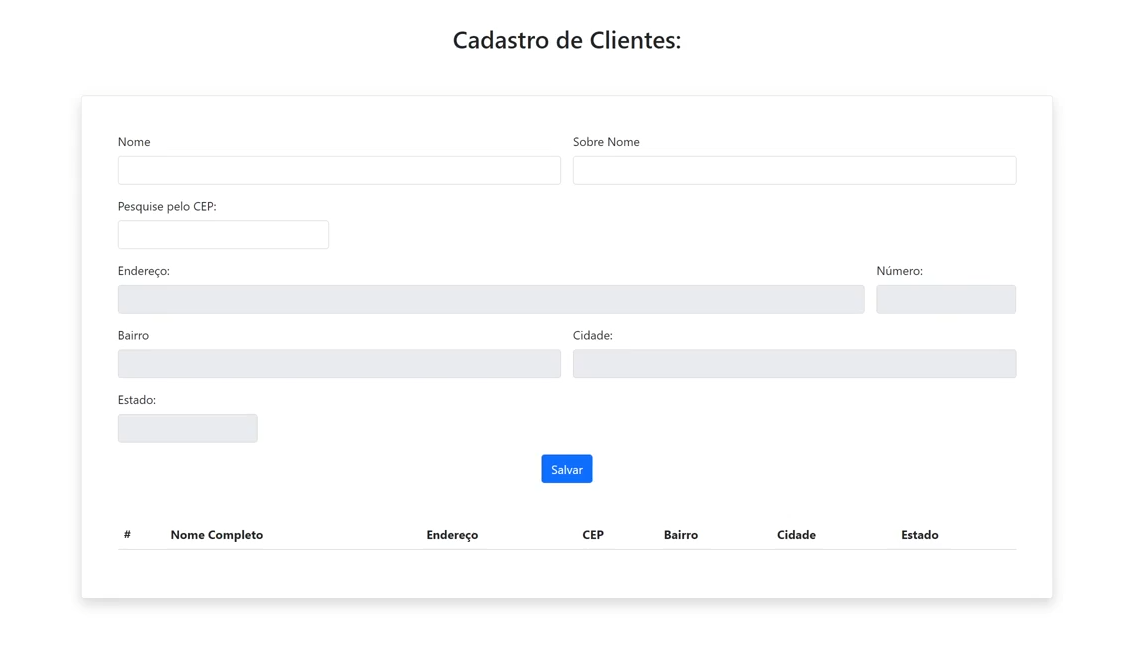 Cadastro de Clientes:
Nome Sobre Nome
Pesquise pelo CEP:
Endereço: Número:
Bairro Cidade:
Estado:
Salvar
# Nome Completo Endereço CEP Bairro Cidade Estado